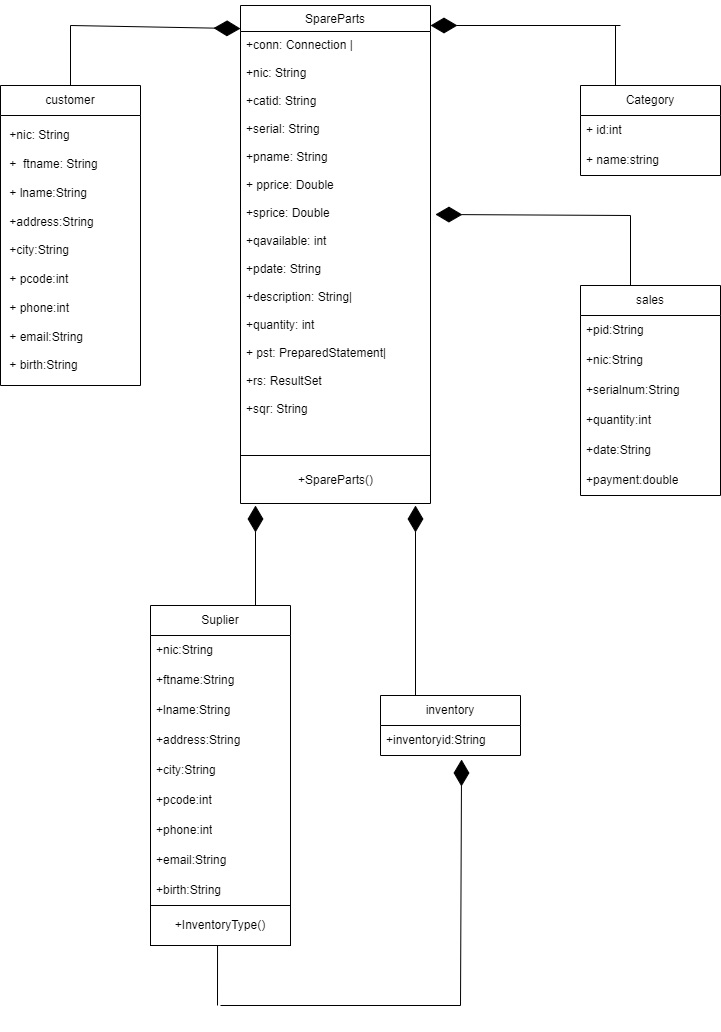 SpareParts
+conn: Connection |
+nic: String
+catid: String
+serial: String
+pname: String
+ pprice: Double
+sprice: Double
+qavailable: int
+pdate: String
+description: String|
+quantity: int
+ pst: PreparedStatement|
+rs: ResultSet
+sqr: String
+SpareParts()
customer
+nic: String
+  ftname: String
+ lname:String
+address:String
+city:String
+ pcode:int
+ phone:int
+ email:String
+ birth:String
Category
+ id:int
+ name:string
sales
+pid:String
+nic:String
+serialnum:String
+quantity:int
+date:String
+payment:double
Suplier
+nic:String
+ftname:String
+lname:String
+address:String
+city:String
+pcode:int
+phone:int
+email:String
+birth:String
+InventoryType()
inventory
+inventoryid:String